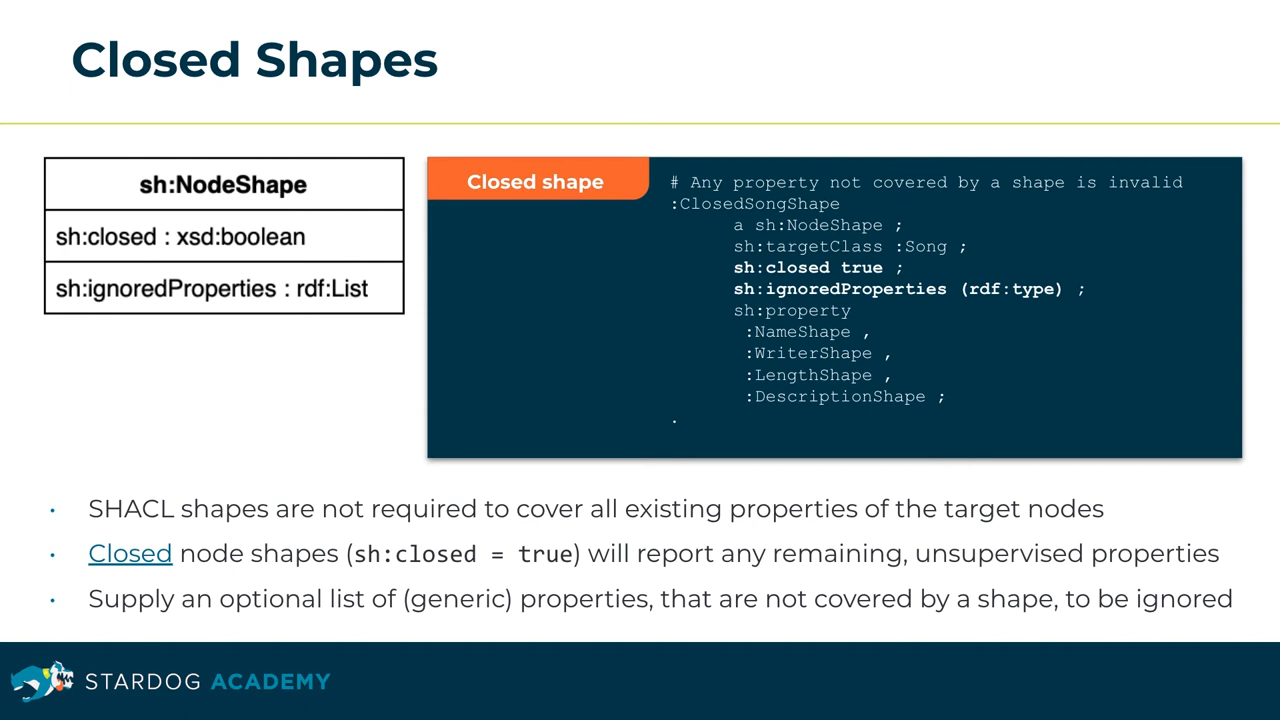 Closed Shapes
sh:NodeShape
sh:closed : xsd:boolean
sh:ignoredProperties : rdf:List
Closed shape
# Any property not covered by a shape is invalid
:ClosedSongShape
a sh:NodeShape ;
sh:targetClass :Song ;
sh:closed true ;
sh:ignoredProperties (rdf:type) ;
sh:property
:NameShape ,
:WriterShape ,
:LengthShape ,
:DescriptionShape ;
.
• SHACL shapes are not required to cover all existing properties of the target nodes
• Closed node shapes (sh:closed = true) will report any remaining, unsupervised properties
• Supply an optional list of (generic) properties, that are not covered by a shape, to be ignored
STARDOG ACADEMY